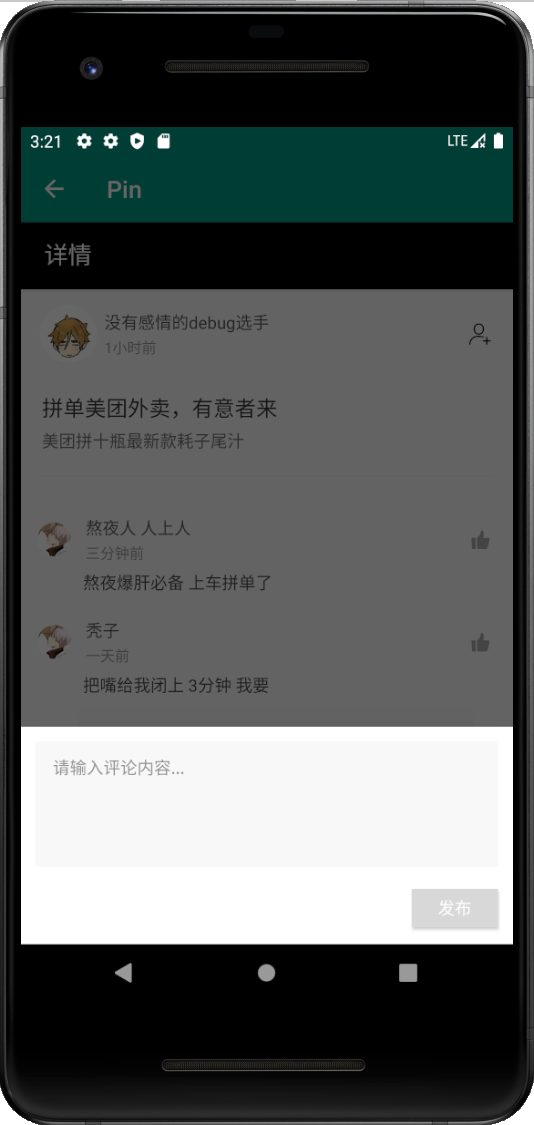 3:21
LTE
Pin
详情
没有感情的debug选手
1小时前
拼单美团外卖，有意者来
美团拼十瓶最新款耗子尾汁
熬夜人 人上人
三分钟前
熬夜爆肝必备 上车拼单了
秃子
一天前
把嘴给我闭上 3分钟 我要
请输入评论内容...
发布